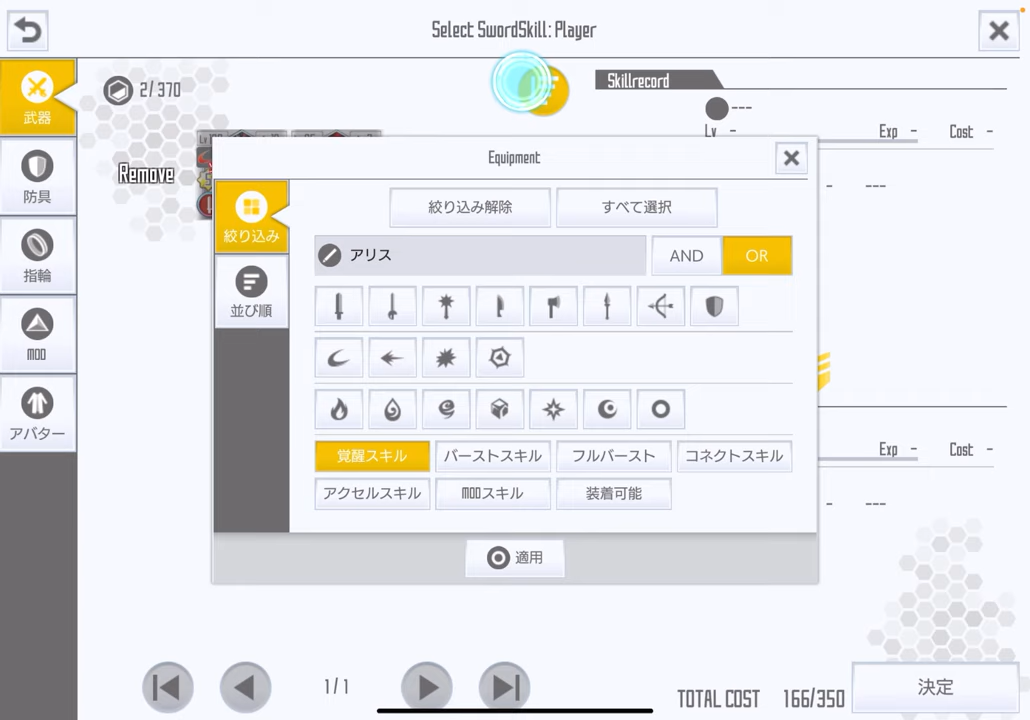 Select SwordSkill: Player
武器
2/370
Skillrecord
---
Lv -
Exp -
Cost -
Remove
- ---
防具
指輪
MOD
アバター
Equipment
絞り込み
並び順
絞り込み解除
すべて選択
アリス
AND
OR
覚醒スキル
バーストスキル
フルバースト
コネクトスキル
アクセルスキル
MODスキル
装着可能
適用
Exp -
Cost -
- ---
1/1
TOTAL COST 166/350
決定